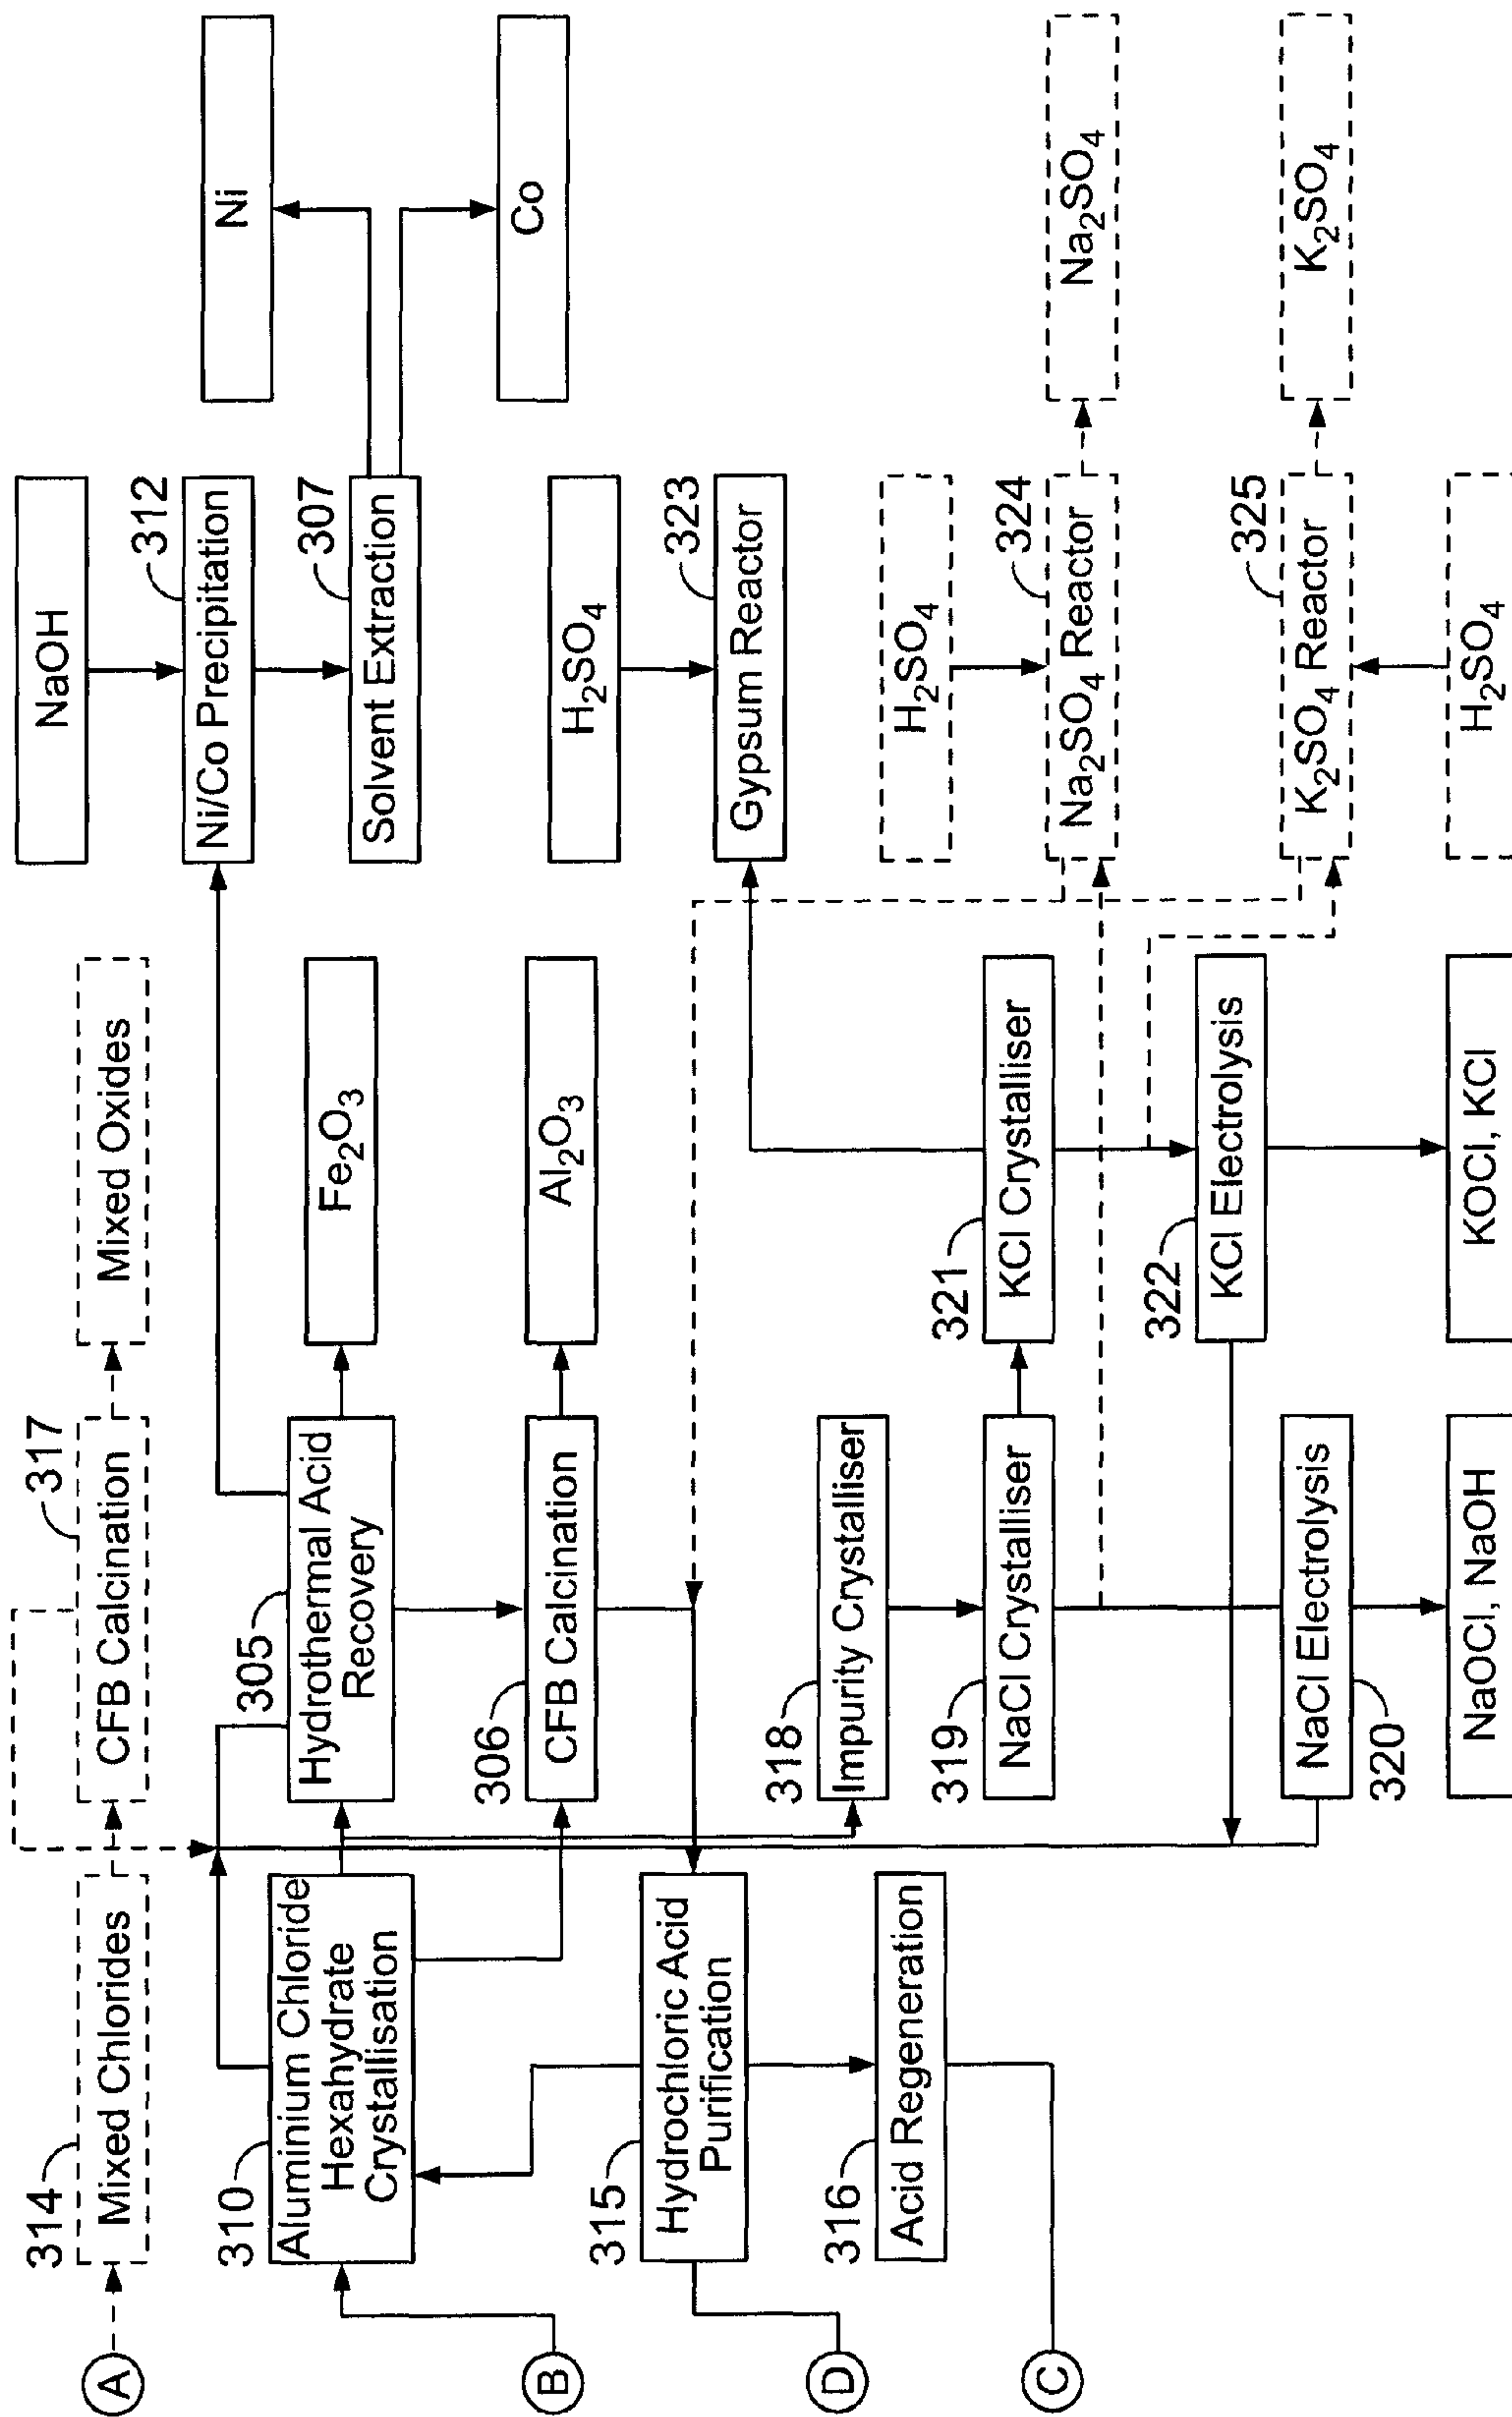 NaOH
312
Ni/Co Precipitation
307
Solvent Extraction
Ni
Co
314
Mixed Chlorides
317
CFB Calcination
Mixed Oxides
310
Aluminium Chloride
Hexahydrate
Crystallisation
305
Hydrothermal Acid
Recovery
Fe₂O₃
306
CFB Calcination
Al₂O₃
H₂SO₄
323
Gypsum Reactor
315
Hydrochloric Acid
Purification
316
Acid Regeneration
318
Impurity Crystalliser
319
NaCl Crystalliser
321
KCl Crystalliser
322
KCl Electrolysis
NaCl Electrolysis
320
NaOCl, NaOH
KOCl, KCl
H₂SO₄
324
Na₂SO₄ Reactor
Na₂SO₄
325
K₂SO₄ Reactor
K₂SO₄
H₂SO₄
A
B
D
C